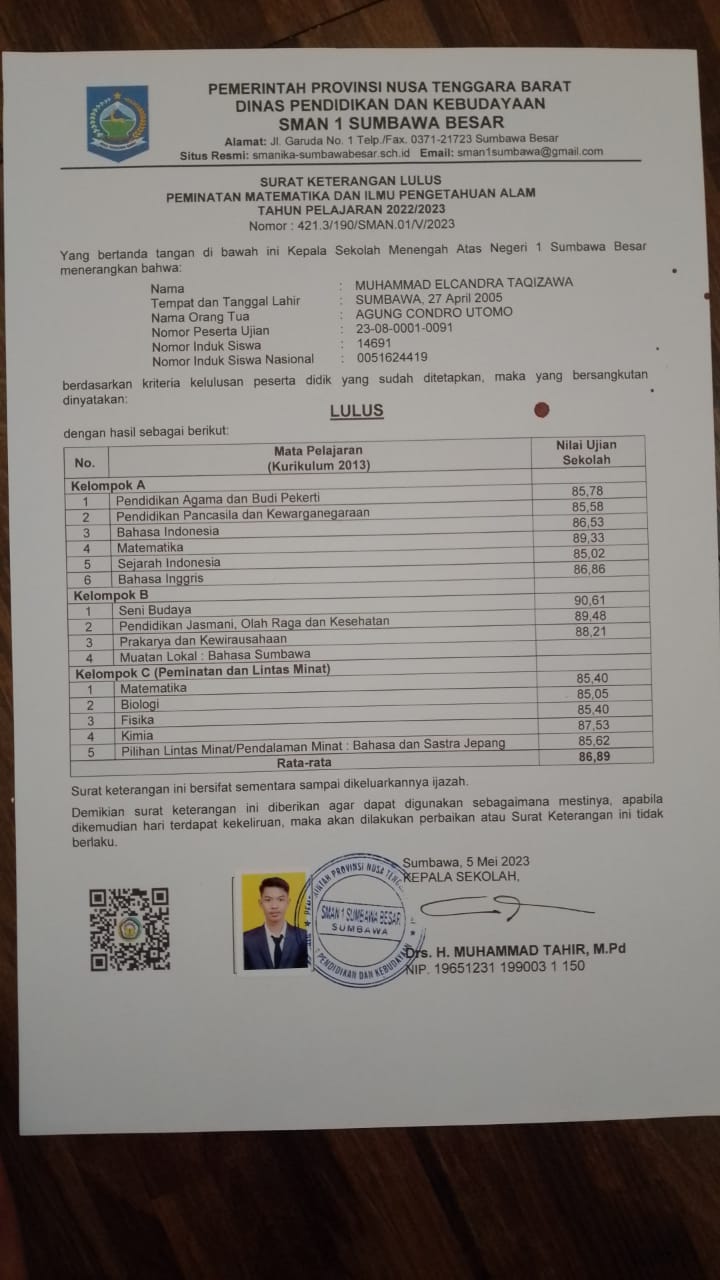 PEMERINTAH PROVINSI NUSA TENGGARA BARAT
DINAS PENDIDIKAN DAN KEBUDAYAAN
SMAN 1 SUMBAWA BESAR
Alamat: Jl. Garuda No. 1 Telp./Fax. 0371-21723 Sumbawa Besar
Situs Resmi: smanika-sumbawabesar.sch.id Email: sman1sumbawa@gmail.com
SURAT KETERANGAN LULUS
PEMINATAN MATEMATIKA DAN ILMU PENGETAHUAN ALAM
TAHUN PELAJARAN 2022/2023
Nomor : 421.3/190/SMAN.01/V/2023
Yang bertanda tangan di bawah ini Kepala Sekolah Menengah Atas Negeri 1 Sumbawa Besar
menerangkan bahwa:
Nama : MUHAMMAD ELCANDRA TAQIZAWA
Tempat dan Tanggal Lahir : SUMBAWA, 27 April 2005
Nama Orang Tua : AGUNG CONDRO UTOMO
Nomor Peserta Ujian : 23-08-0001-0091
Nomor Induk Siswa : 14691
Nomor Induk Siswa Nasional : 0051624419
berdasarkan kriteria kelulusan peserta didik yang sudah ditetapkan, maka yang bersangkutan
dinyatakan:
LULUS
dengan hasil sebagai berikut:
No. Mata Pelajaran (Kurikulum 2013) Nilai Ujian Sekolah
Kelompok A
1 Pendidikan Agama dan Budi Pekerti 85,78
2 Pendidikan Pancasila dan Kewarganegaraan 85,58
3 Bahasa Indonesia 86,53
4 Matematika 89,33
5 Sejarah Indonesia 85,02
6 Bahasa Inggris 86,86
Kelompok B
1 Seni Budaya 90,61
2 Pendidikan Jasmani, Olah Raga dan Kesehatan 89,48
3 Prakarya dan Kewirausahaan 88,21
4 Muatan Lokal : Bahasa Sumbawa
Kelompok C (Peminatan dan Lintas Minat)
1 Matematika 85,40
2 Biologi 85,05
3 Fisika 85,40
4 Kimia 87,53
5 Pilihan Lintas Minat/Pendalaman Minat : Bahasa dan Sastra Jepang 85,62
Rata-rata 86,89
Surat keterangan ini bersifat sementara sampai dikeluarkannya ijazah.
Demikian surat keterangan ini diberikan agar dapat digunakan sebagaimana mestinya, apabila
dikemudian hari terdapat kekeliruan, maka akan dilakukan perbaikan atau Surat Keterangan ini tidak
berlaku.
Sumbawa, 5 Mei 2023
KEPALA SEKOLAH,
PROVINSI NUSA
SMAN 1 SUMBAWA BESAR
SUMBAWA
PENDIDIKAN DAN KEBUDAYAAN
Drs. H. MUHAMMAD TAHIR, M.Pd
NIP. 19651231 199003 1 150